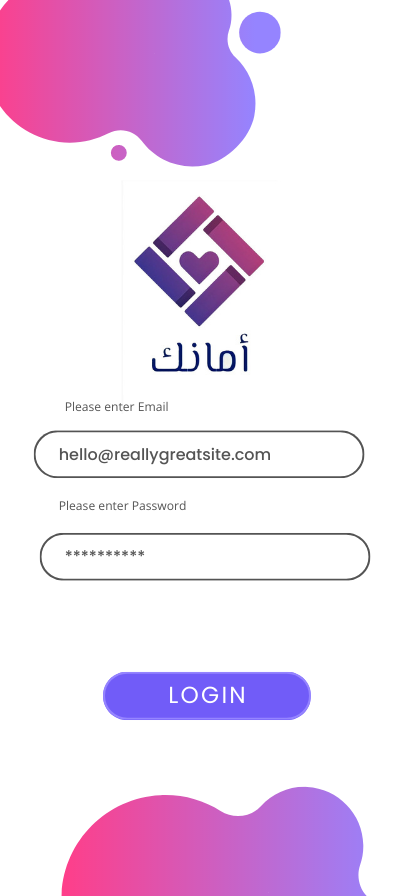 أمانك
Please enter Email
hello@reallygreatsite.com
Please enter Password
**********
LOGIN